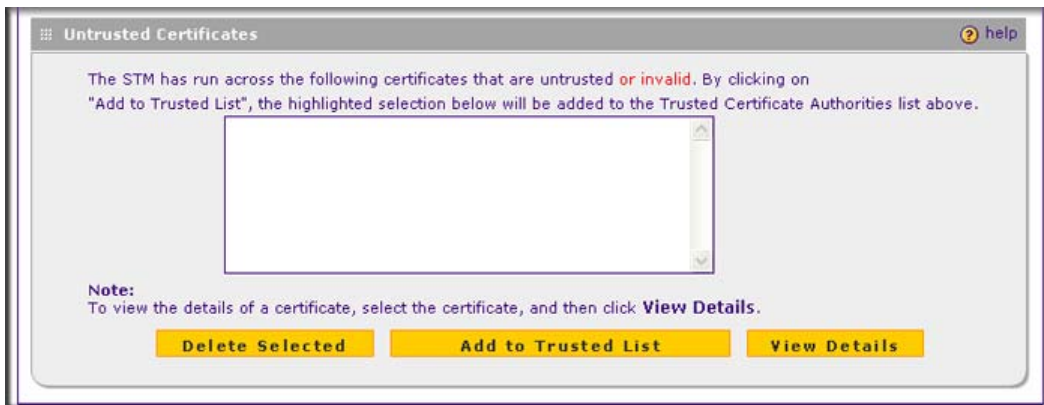 Untrusted Certificates
help
The STM has run across the following certificates that are untrusted or invalid. By clicking on
"Add to Trusted List", the highlighted selection below will be added to the Trusted Certificate Authorities list above.
Note:
To view the details of a certificate, select the certificate, and then click View Details.
Delete Selected
Add to Trusted List
View Details